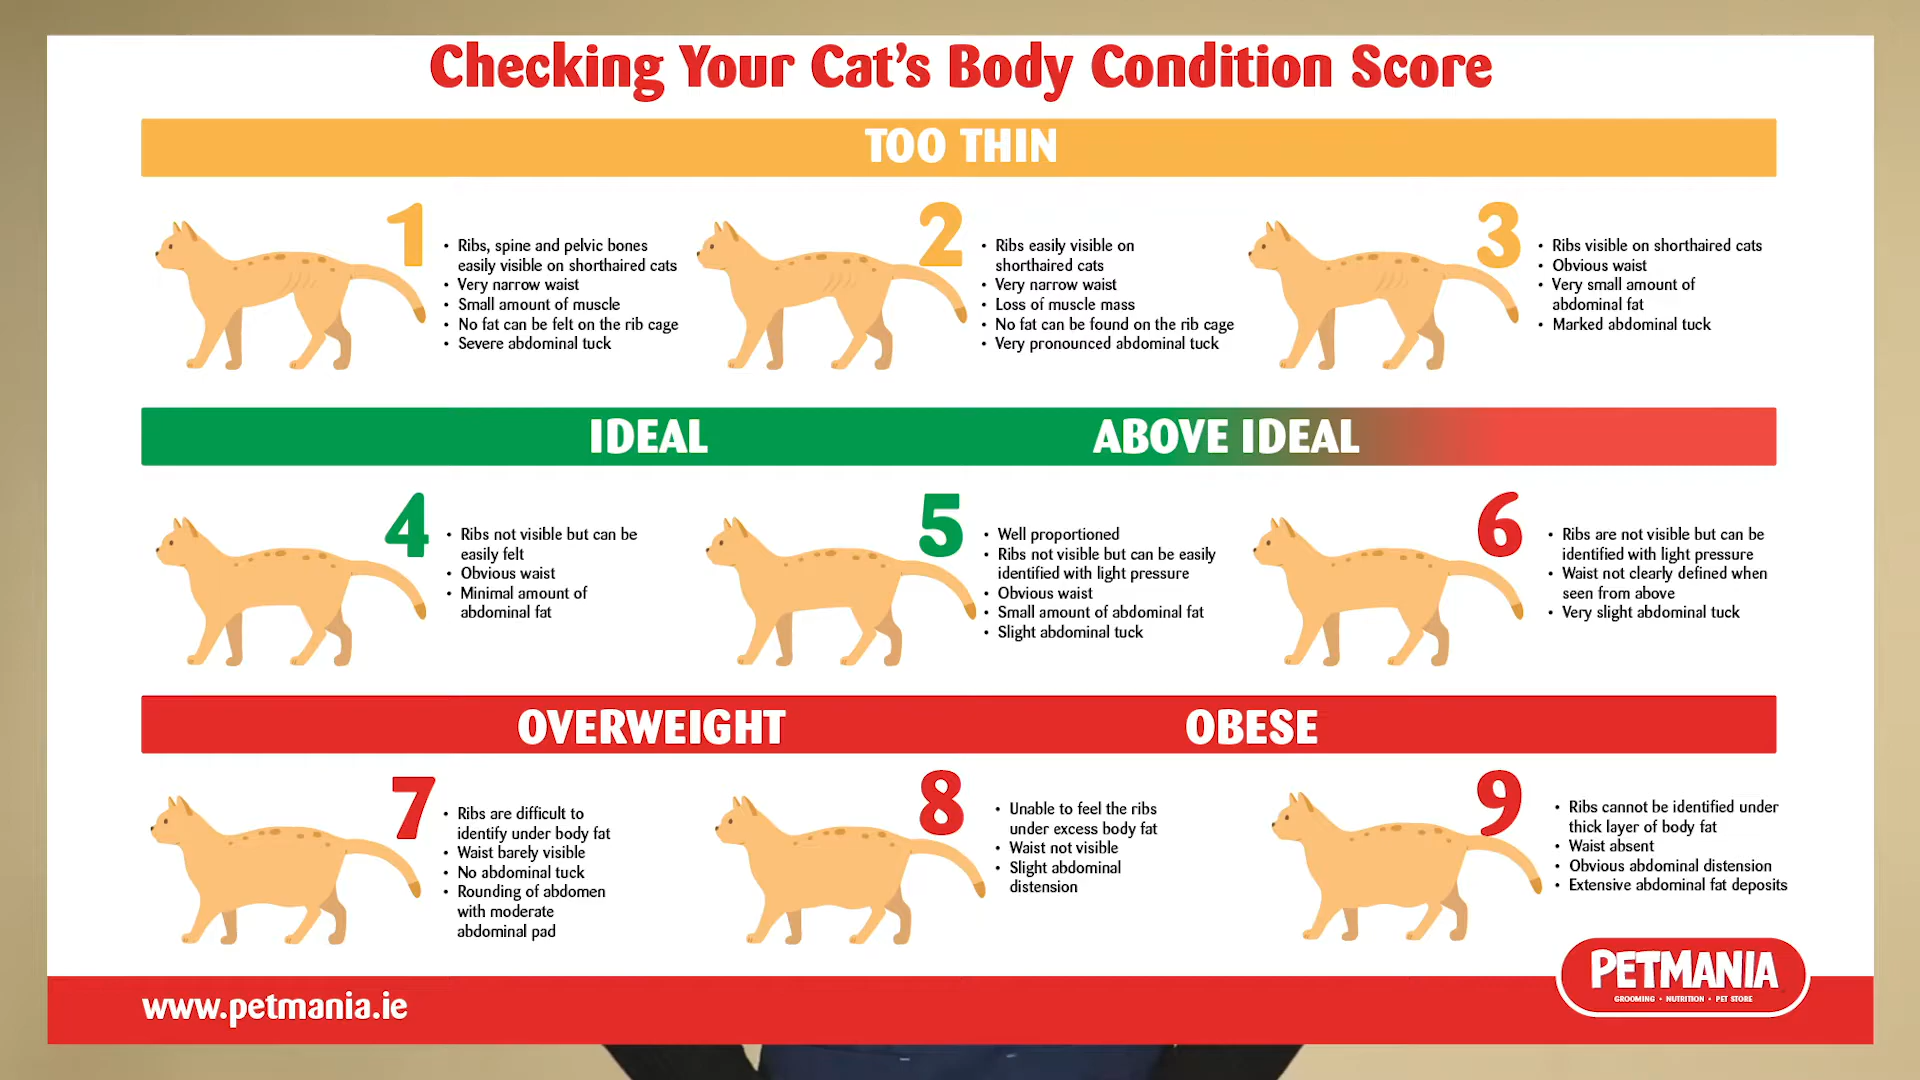 Checking Your Cat's Body Condition Score
TOO THIN
1
• Ribs, spine and pelvic bones
easily visible on shorthaired cats
• Very narrow waist
• Small amount of muscle
• No fat can be felt on the rib cage
• Severe abdominal tuck
2
• Ribs easily visible on
shorthaired cats
• Very narrow waist
• Loss of muscle mass
• No fat can be found on the rib cage
• Very pronounced abdominal tuck
3
• Ribs visible on shorthaired cats
• Obvious waist
• Very small amount of
abdominal fat
• Marked abdominal tuck
IDEAL
ABOVE IDEAL
4
• Ribs not visible but can be
easily felt
• Obvious waist
• Minimal amount of
abdominal fat
5
• Well proportioned
• Ribs not visible but can be easily
identified with light pressure
• Obvious waist
• Small amount of abdominal fat
• Slight abdominal tuck
6
• Ribs are not visible but can be
identified with light pressure
• Waist not clearly defined when
seen from above
• Very slight abdominal tuck
OVERWEIGHT
OBESE
7
• Ribs are difficult to
identify under body fat
• Waist barely visible
• No abdominal tuck
• Rounding of abdomen
with moderate
abdominal pad
8
• Unable to feel the ribs
under excess body fat
• Waist not visible
• Slight abdominal
distension
9
• Ribs cannot be identified under
thick layer of body fat
• Waist absent
• Obvious abdominal distension
• Extensive abdominal fat deposits
www.petmania.ie
PETMANIA
GROOMING • NUTRITION • PET STORE